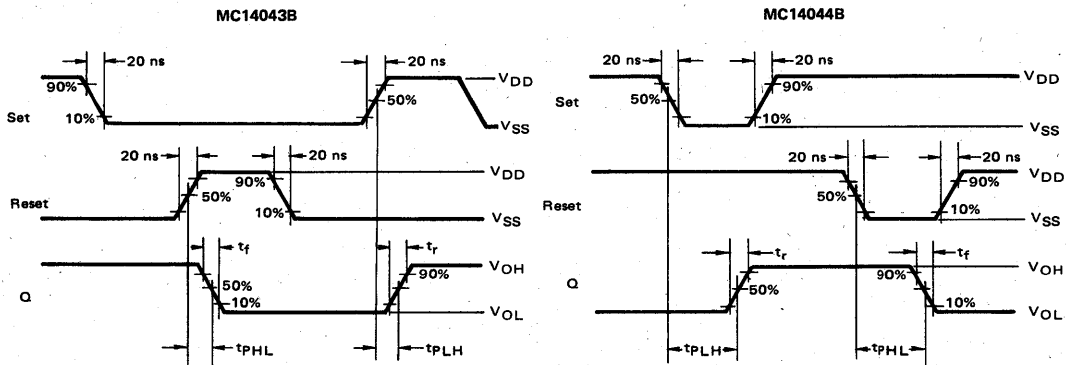 MC14043B
20 ns
20 ns
90%
10%
50%
Set
VDD
VSS
20 ns
20 ns
50%
90%
10%
Reset
VDD
VSS
tf
tr
50%
10%
90%
Q
VOH
VOL
tPHL
tPLH
MC14044B
20 ns
20 ns
50%
90%
10%
Set
VDD
VSS
20 ns
20 ns
50%
90%
10%
Reset
VDD
VSS
tr
tf
50%
90%
10%
Q
VOH
VOL
tPLH
tPHL